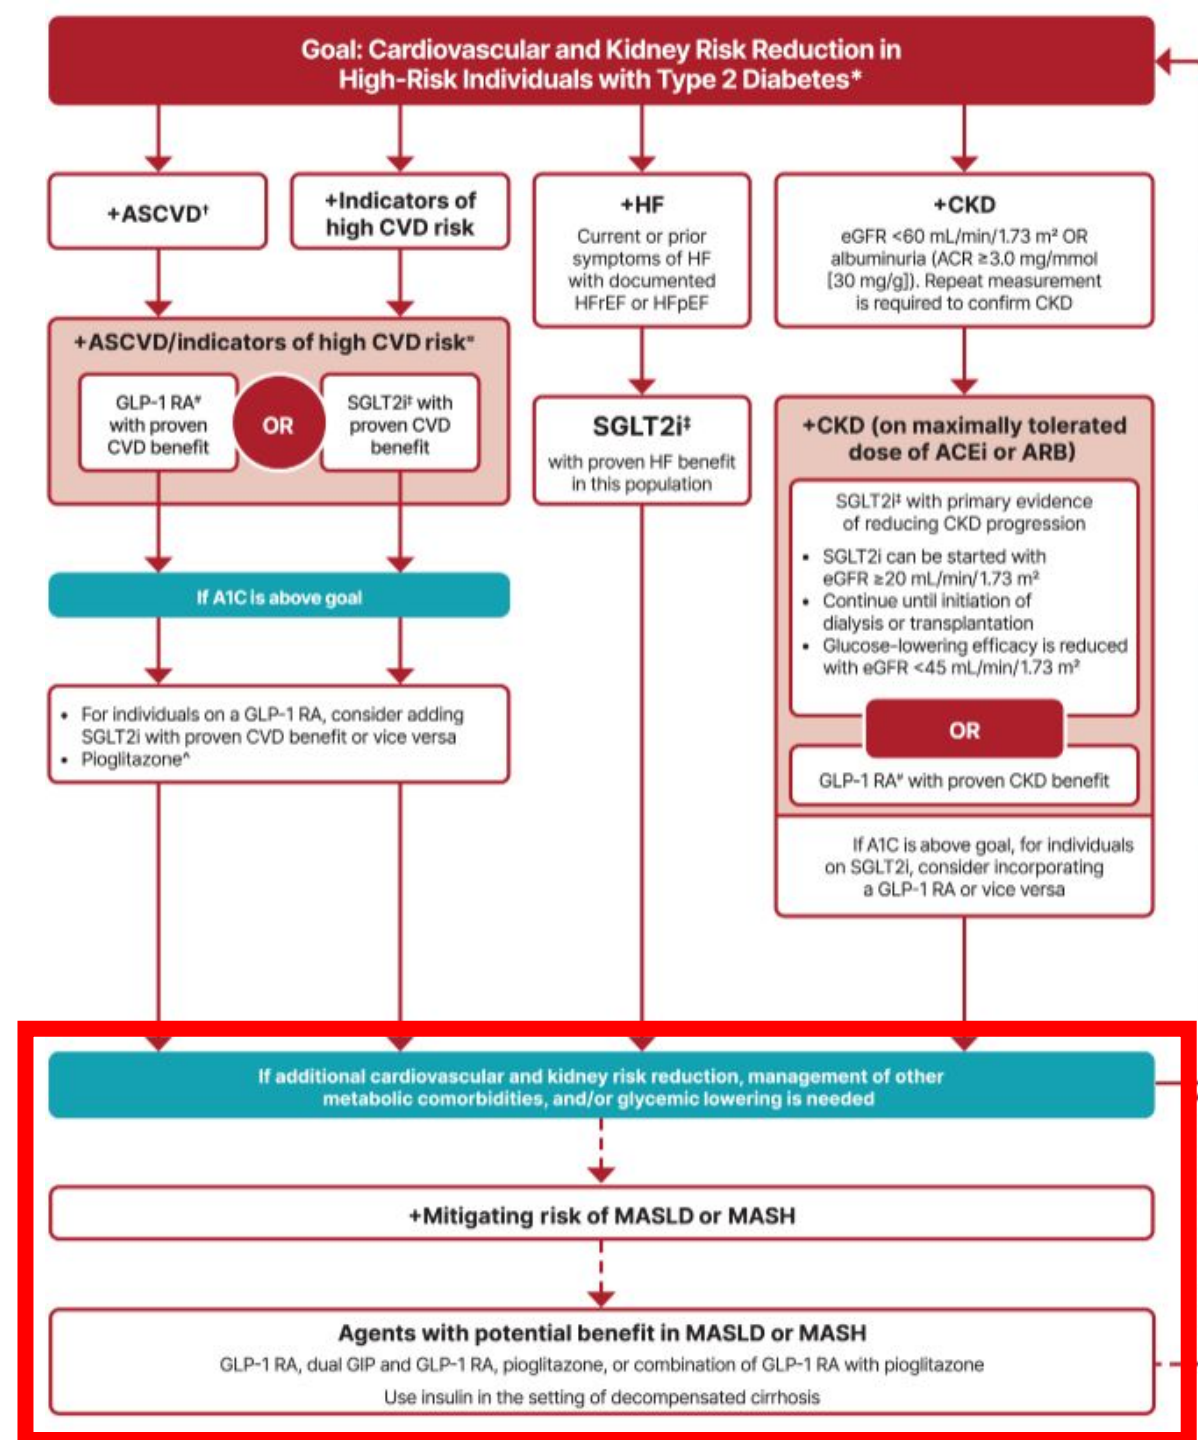 Goal: Cardiovascular and Kidney Risk Reduction in
High-Risk Individuals with Type 2 Diabetes*
+ASCVD†
+Indicators of
high CVD risk
+HF
Current or prior
symptoms of HF
with documented
HFrEF or HFpEF
+CKD
eGFR <60 mL/min/1.73 m² OR
albuminuria (ACR ≥3.0 mg/mmol
[30 mg/g]). Repeat measurement
is required to confirm CKD
+ASCVD/indicators of high CVD risk*
GLP-1 RA#
with proven
CVD benefit
OR
SGLT2i‡ with
proven CVD
benefit
SGLT2i‡
with proven HF benefit
in this population
+CKD (on maximally tolerated
dose of ACEi or ARB)
SGLT2i‡ with primary evidence
of reducing CKD progression
• SGLT2i can be started with
eGFR ≥20 mL/min/1.73 m²
• Continue until initiation of
dialysis or transplantation
• Glucose-lowering efficacy is reduced
with eGFR <45 mL/min/1.73 m²
OR
GLP-1 RA# with proven CKD benefit
If A1C is above goal, for individuals
on SGLT2i, consider incorporating
a GLP-1 RA or vice versa
If A1C is above goal
• For individuals on a GLP-1 RA, consider adding
SGLT2i with proven CVD benefit or vice versa
• Pioglitazone^
If additional cardiovascular and kidney risk reduction, management of other
metabolic comorbidities, and/or glycemic lowering is needed
+Mitigating risk of MASLD or MASH
Agents with potential benefit in MASLD or MASH
GLP-1 RA, dual GIP and GLP-1 RA, pioglitazone, or combination of GLP-1 RA with pioglitazone
Use insulin in the setting of decompensated cirrhosis